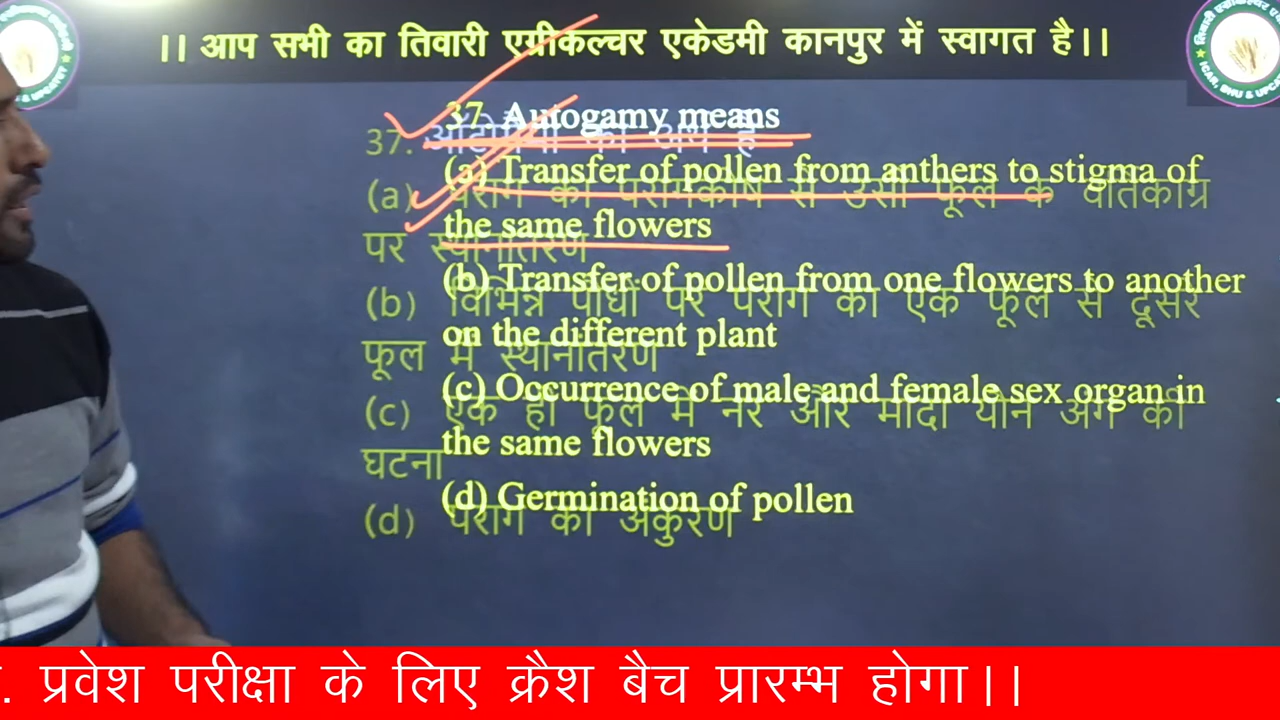 ।। आप सभी का तिवारी एग्रीकल्चर एकेडमी कानपुर में स्वागत है।।
37. Autogamy means
37. का अर्थ है
(a) Transfer of pollen from anthers to stigma of
(a) पराग का परागकोष से उसी फूल के वर्तिकाग्र
the same flowers
पर स्थानांतरण
(b) Transfer of pollen from one flowers to another
(b) विभिन्न पौधों पर पराग का एक फूल से दूसरे
on the different plant
फूल में स्थानांतरण
(c) Occurrence of male and female sex organ in
(c) एक ही फूल में नर और मादा यौन अंग की
the same flowers
घटना
(d) Germination of pollen
(d) पराग का अंकुरण
. प्रवेश परीक्षा के लिए क्रैश बैच प्रारम्भ होगा।।